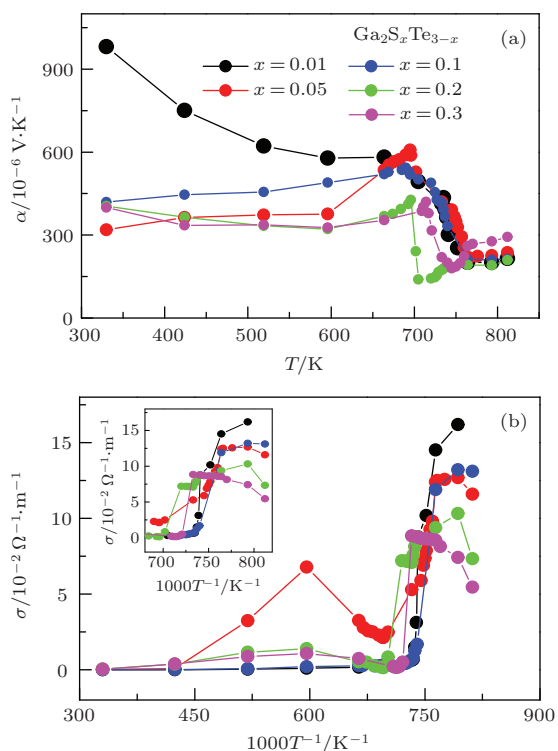 Ga₂SₓTe₃₋ₓ (a)
x = 0.01 x = 0.1
x = 0.05 x = 0.2
x = 0.3
900
600
300
0
α/10⁻⁶ V·K⁻¹
300 400 500 600 700 800
T/K
(b)
15
10
5
0
σ/10⁻² Ω⁻¹·m⁻¹
15
10
5
0
σ/10⁻² Ω⁻¹·m⁻¹
700 750 800
1000T⁻¹/K⁻¹
300 450 600 750 900
1000T⁻¹/K⁻¹